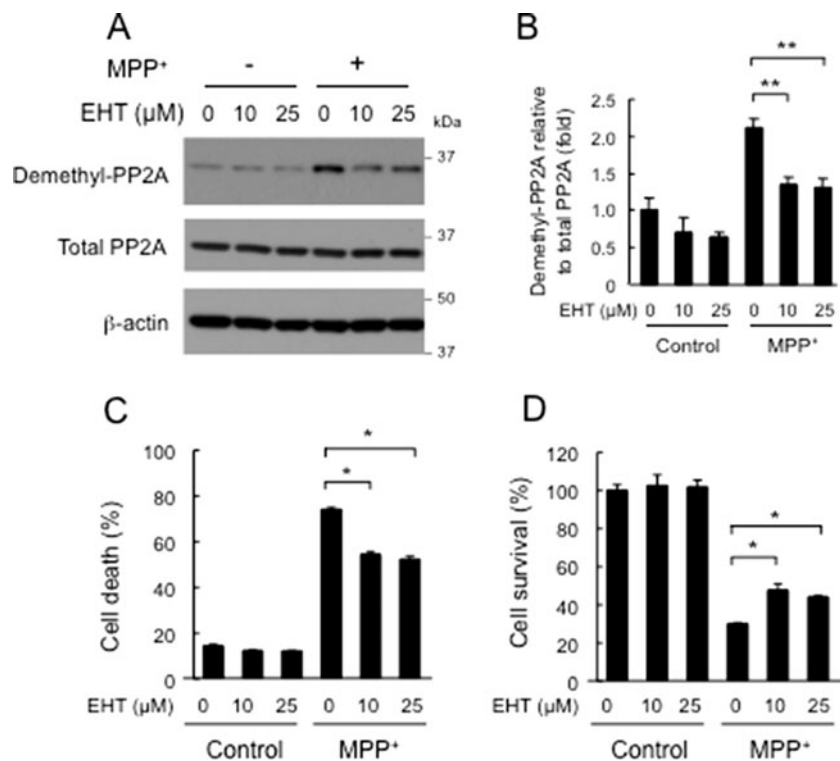 A
MPP⁺ - +
EHT (µM) 0 10 25 0 10 25 kDa
Demethyl-PP2A 37
Total PP2A 37
β-actin 50
37
B
Demethyl-PP2A relative
to total PP2A (fold)
2.5
2.0
1.5
1.0
0.5
0
** 
**
EHT (µM) 0 10 25 0 10 25
Control MPP⁺
C
Cell death (%)
100
80
60
40
20
0
*
*
EHT (µM) 0 10 25 0 10 25
Control MPP⁺
D
Cell survival (%)
120
100
80
60
40
20
0
*
*
EHT (µM) 0 10 25 0 10 25
Control MPP⁺